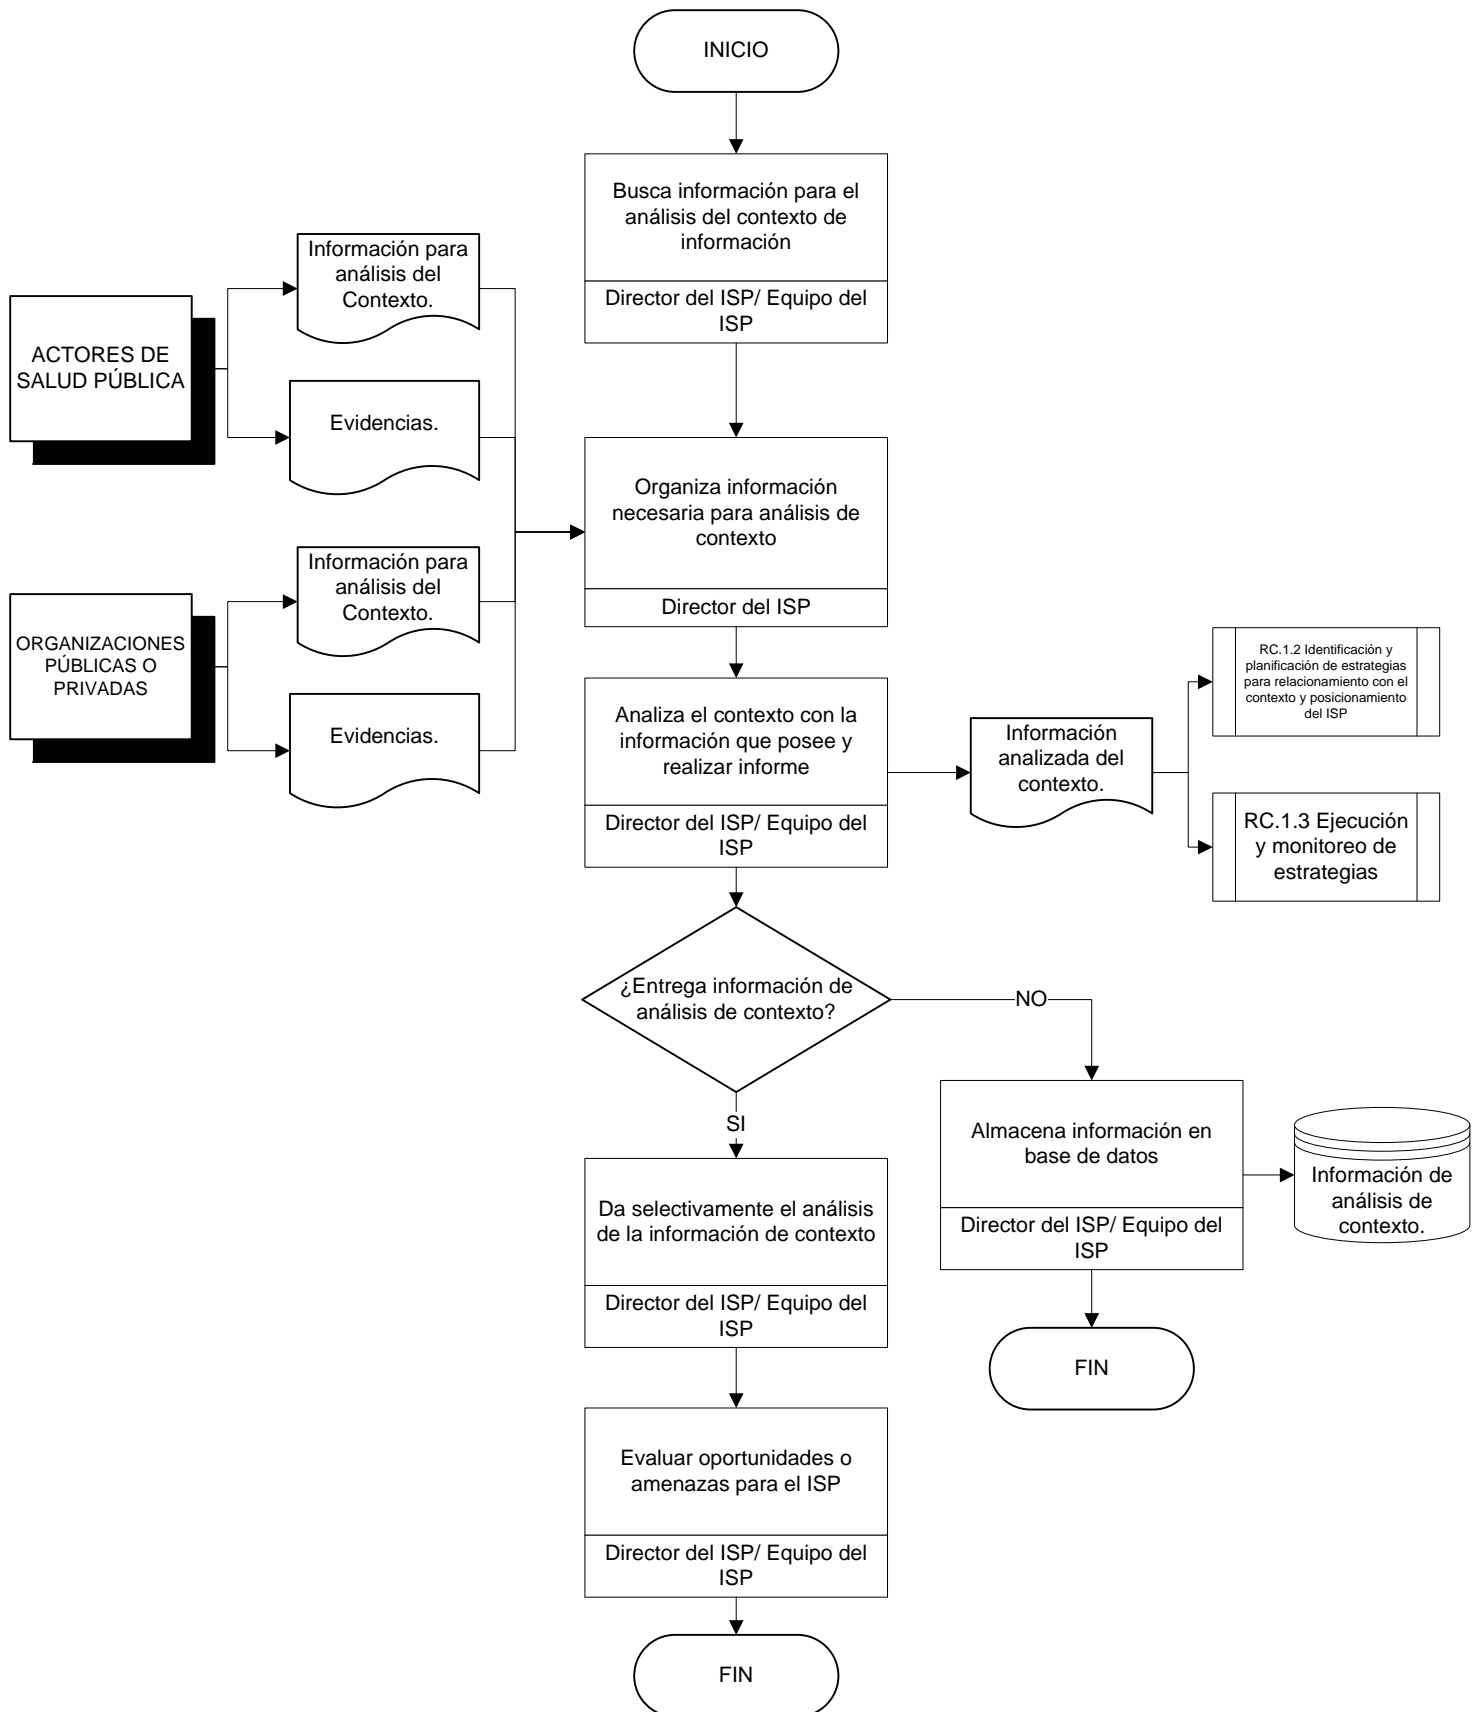 INICIO
Busca información para el
análisis del contexto de
información
Director del ISP/ Equipo del
ISP
Información para
análisis del
Contexto.
ACTORES DE
SALUD PÚBLICA
Evidencias.
Organiza información
necesaria para análisis de
contexto
Director del ISP
Información para
análisis del
Contexto.
ORGANIZACIONES
PÚBLICAS O
PRIVADAS
Evidencias.
Analiza el contexto con la
información que posee y
realizar informe
Director del ISP/ Equipo del
ISP
Información
analizada del
contexto.
RC.1.2 Identificación y
planificación de estrategias
para relacionamiento con el
contexto y posicionamiento
del ISP
RC.1.3 Ejecución
y monitoreo de
estrategias
¿Entrega información de
análisis de contexto?
NO
SI
Almacena información en
base de datos
Director del ISP/ Equipo del
ISP
Información de
análisis de
contexto.
FIN
Da selectivamente el análisis
de la información de contexto
Director del ISP/ Equipo del
ISP
Evaluar oportunidades o
amenazas para el ISP
Director del ISP/ Equipo del
ISP
FIN